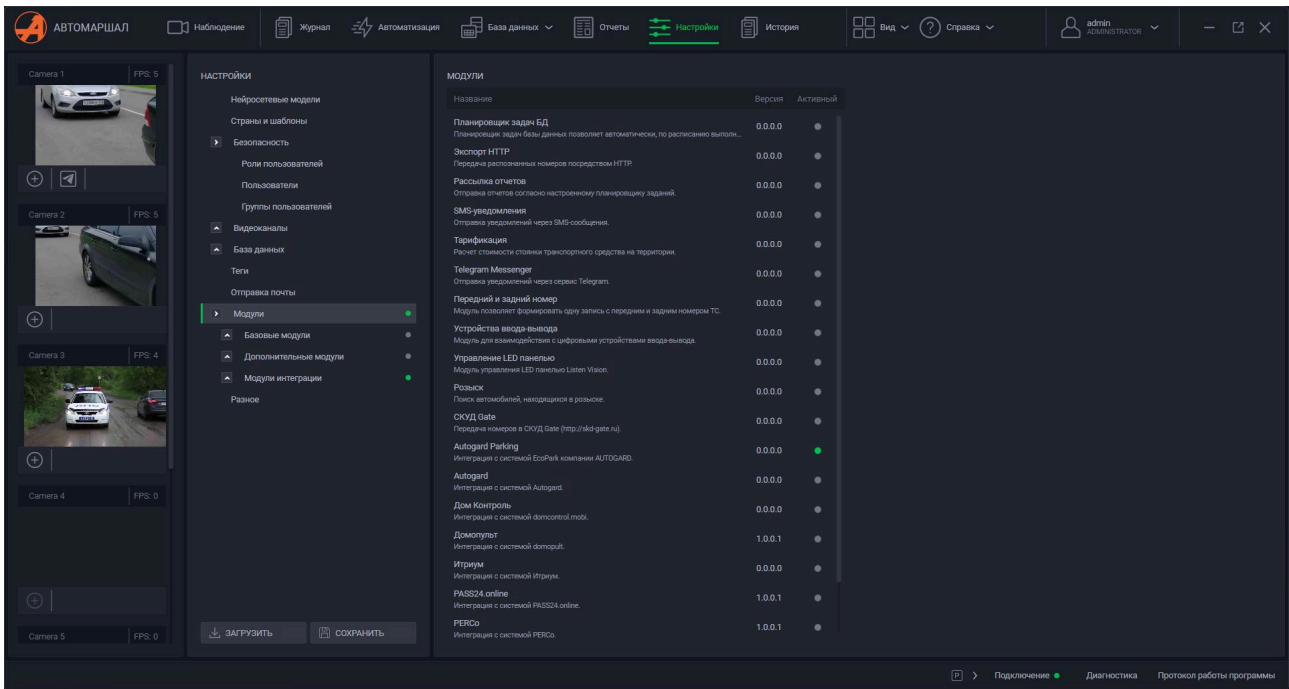 АВТОМАРШАЛ
Наблюдение
Журнал
Автоматизация
База данных
Отчеты
Настройки
История
Вид
Справка
admin
ADMINISTRATOR
Camera 1 FPS: 5
Camera 2 FPS: 5
Camera 3 FPS: 4
Camera 4 FPS: 0
Camera 5 FPS: 0
НАСТРОЙКИ
Нейросетевые модели
Страны и шаблоны
Безопасность
Роли пользователей
Пользователи
Группы пользователей
Видеоканалы
База данных
Теги
Отправка почты
Модули
Базовые модули
Дополнительные модули
Модули интеграции
Разное
ЗАГРУЗИТЬ
СОХРАНИТЬ
МОДУЛИ
Название Версия Активный
Планировщик задач БД 0.0.0.0
Планировщик задач базы данных позволяет автоматически, по расписанию выполн...
Экспорт HTTP 0.0.0.0
Передача распознанных номеров посредством HTTP.
Рассылка отчетов 0.0.0.0
Отправка отчетов согласно настроенному планировщику заданий.
SMS-уведомления 0.0.0.0
Отправка уведомлений через SMS-сообщения.
Тарификация 0.0.0.0
Расчет стоимости стоянки транспортного средства на территории.
Telegram Messenger 0.0.0.0
Отправка уведомлений через сервис Telegram.
Передний и задний номер 0.0.0.0
Модуль позволяет формировать одну запись с передним и задним номером ТС.
Устройства ввода-вывода 0.0.0.0
Модуль для взаимодействия с цифровыми устройствами ввода-вывода.
Управление LED панелью 0.0.0.0
Модуль управления LED панелью Listen Vision.
Розыск 0.0.0.0
Поиск автомобилей, находящихся в розыске.
СКУД Gate 0.0.0.0
Передача номеров в СКУД Gate (http://skd-gate.ru).
Autogard Parking 0.0.0.0
Интеграция с системой EcoPark компании AUTOGARD.
Autogard 0.0.0.0
Интеграция с системой Autogard.
Дом Контроль 0.0.0.0
Интеграция с системой domcontrol.mobi.
Домопульт 1.0.0.1
Интеграция с системой domopult.
Итриум 0.0.0.0
Интеграция с системой Итриум.
PASS24.online 1.0.0.1
Интеграция с системой PASS24.online.
PERCo 1.0.0.1
Интеграция с системой PERCo.
P
Подключение
Диагностика
Протокол работы программы